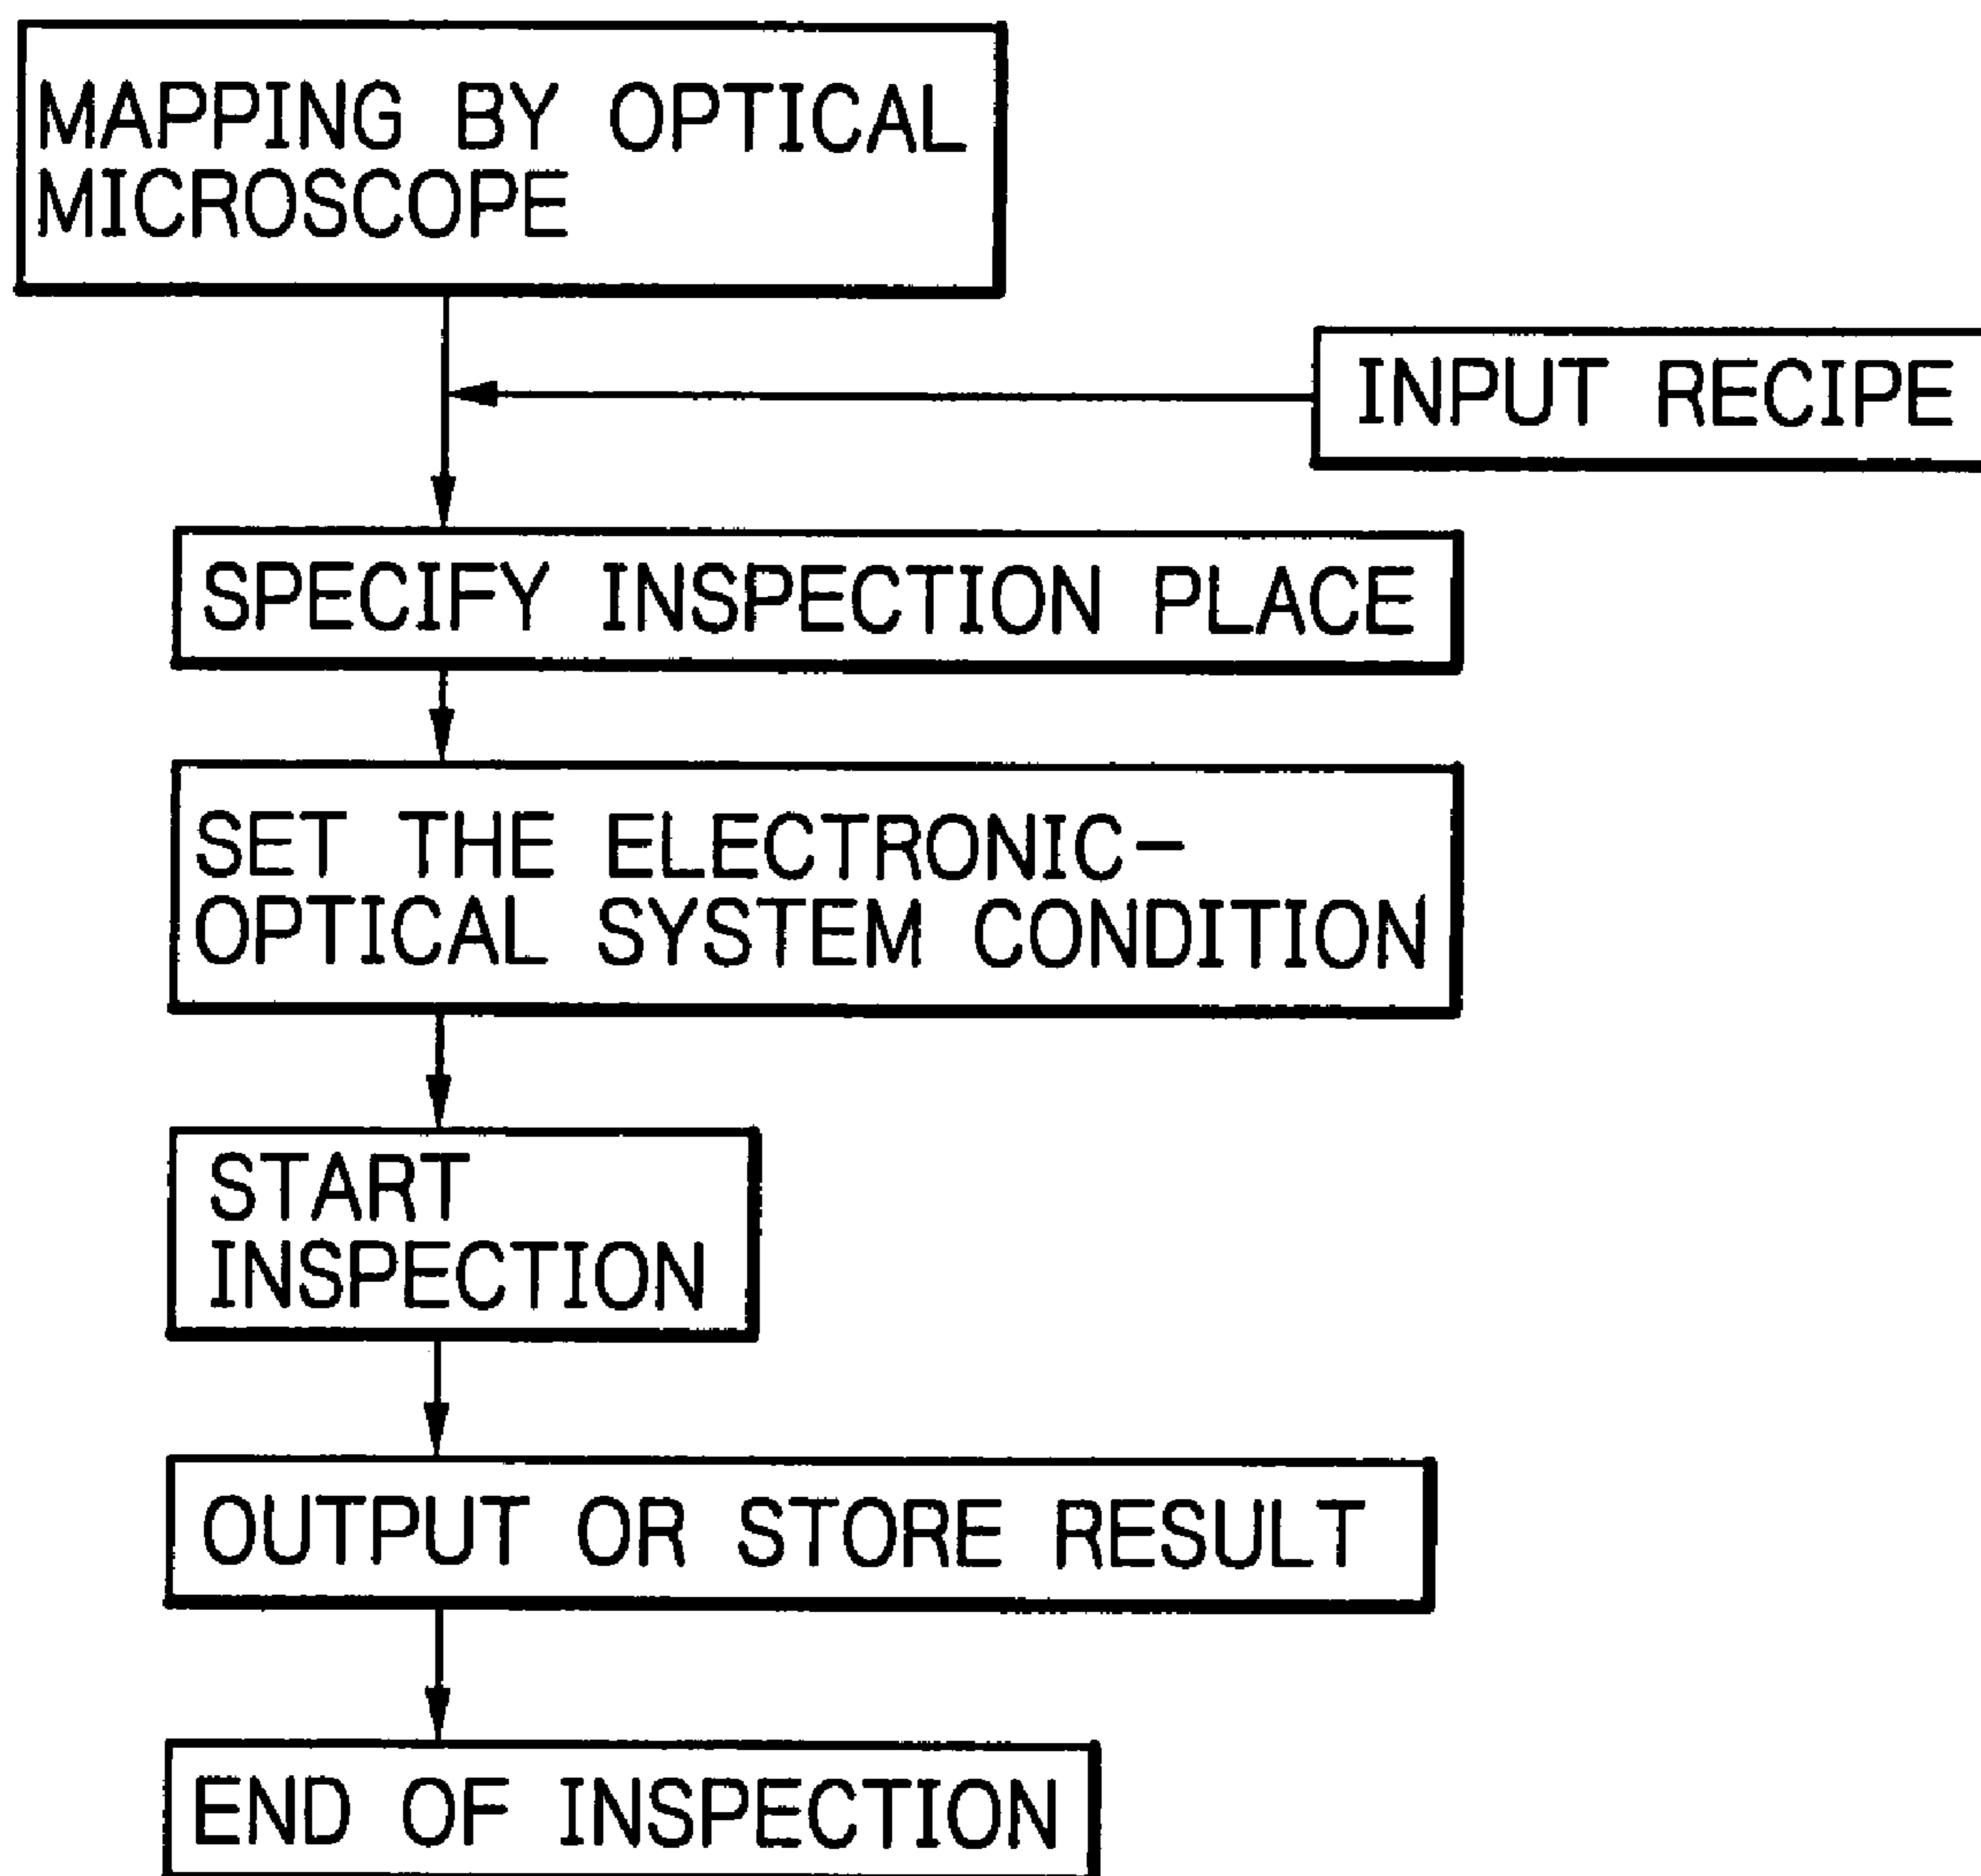 MAPPING BY OPTICAL
MICROSCOPE
INPUT RECIPE
SPECIFY INSPECTION PLACE
SET THE ELECTRONIC-
OPTICAL SYSTEM CONDITION
START
INSPECTION
OUTPUT OR STORE RESULT
END OF INSPECTION